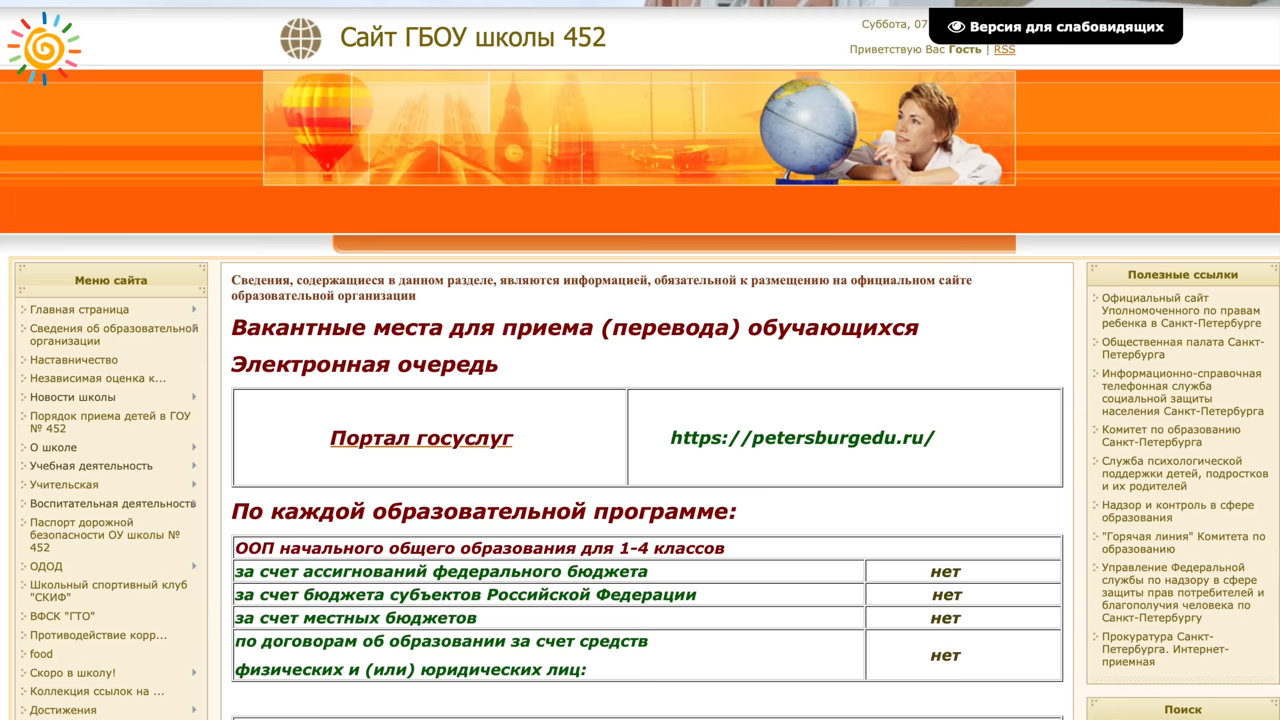 Сайт ГБОУ школы 452
Суббота, 07
Версия для слабовидящих
Приветствую Вас Гость | RSS
Меню сайта
Главная страница
Сведения об образовательной
организации
Наставничество
Независимая оценка к...
Новости школы
Порядок приема детей в ГОУ
№ 452
О школе
Учебная деятельность
Учительская
Воспитательная деятельность
Паспорт дорожной
безопасности ОУ школы №
452
ОДОД
Школьный спортивный клуб
"СКИФ"
ВФСК "ГТО"
Противодействие корр...
food
Скоро в школу!
Коллекция ссылок на ...
Достижения
Сведения, содержащиеся в данном разделе, являются информацией, обязательной к размещению на официальном сайте
образовательной организации
Вакантные места для приема (перевода) обучающихся
Электронная очередь
Портал госуслуг
https://petersburgedu.ru/
По каждой образовательной программе:
ООП начального общего образования для 1-4 классов
за счет ассигнований федерального бюджета нет
за счет бюджета субъектов Российской Федерации нет
за счет местных бюджетов нет
по договорам об образовании за счет средств
физических и (или) юридических лиц: нет
Полезные ссылки
Официальный сайт
Уполномоченного по правам
ребенка в Санкт-Петербурге
Общественная палата Санкт-
Петербурга
Информационно-справочная
телефонная служба
социальной защиты
населения Санкт-Петербурга
Комитет по образованию
Санкт-Петербурга
Служба психологической
поддержки детей, подростков
и их родителей
Надзор и контроль в сфере
образования
"Горячая линия" Комитета по
образованию
Управление Федеральной
службы по надзору в сфере
защиты прав потребителей и
благополучия человека по
Санкт-Петербургу
Прокуратура Санкт-
Петербурга. Интернет-
приемная
Поиск